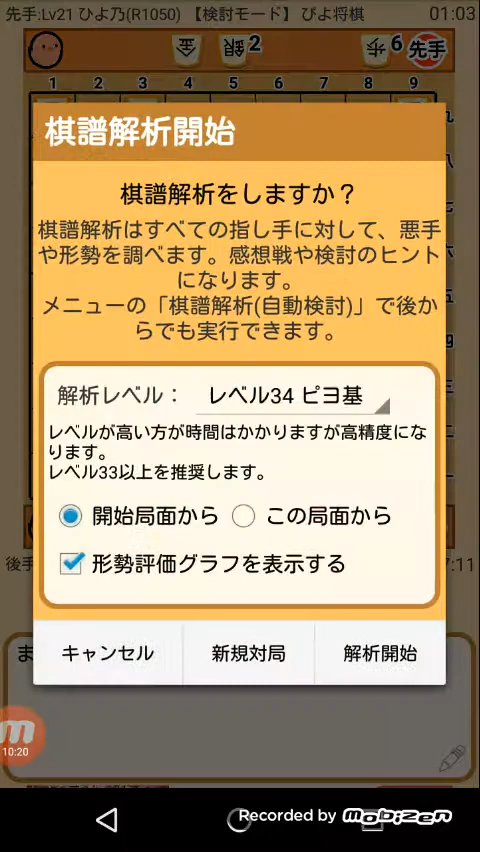 先手:Lv21 ひよ乃(R1050) 【検討モード】 ぴよ将棋 01:03
金 銀2 歩6 先手
1 2 3 4 5 6 7 8 9
棋譜解析開始
棋譜解析をしますか？
棋譜解析はすべての指し手に対して、悪手
や形勢を調べます。感想戦や検討のヒント
になります。
メニューの「棋譜解析(自動検討)」で後か
らでも実行できます。
解析レベル： レベル34 ピヨ基
レベルが高い方が時間はかかりますが高精度にな
ります。
レベル33以上を推奨します。
開始局面から この局面から
形勢評価グラフを表示する
後手 7:11
キャンセル 新規対局 解析開始
ま
10:20
Recorded by Mobizen